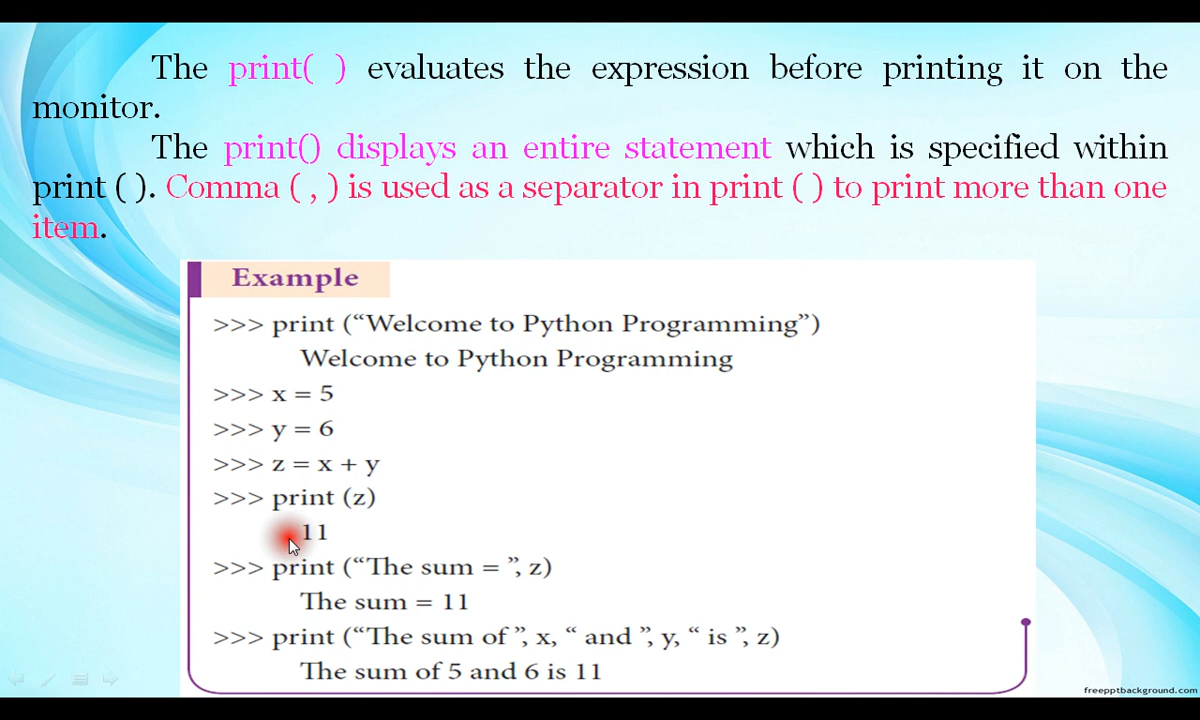 The print( ) evaluates the expression before printing it on the
monitor.
The print() displays an entire statement which is specified within
print ( ). Comma ( , ) is used as a separator in print ( ) to print more than one
item.
Example
>>> print (“Welcome to Python Programming”)
Welcome to Python Programming
>>> x = 5
>>> y = 6
>>> z = x + y
>>> print (z)
11
>>> print (“The sum = ”, z)
The sum = 11
>>> print (“The sum of ”, x, “ and ”, y, “ is ”, z)
The sum of 5 and 6 is 11
freepptbackground.com